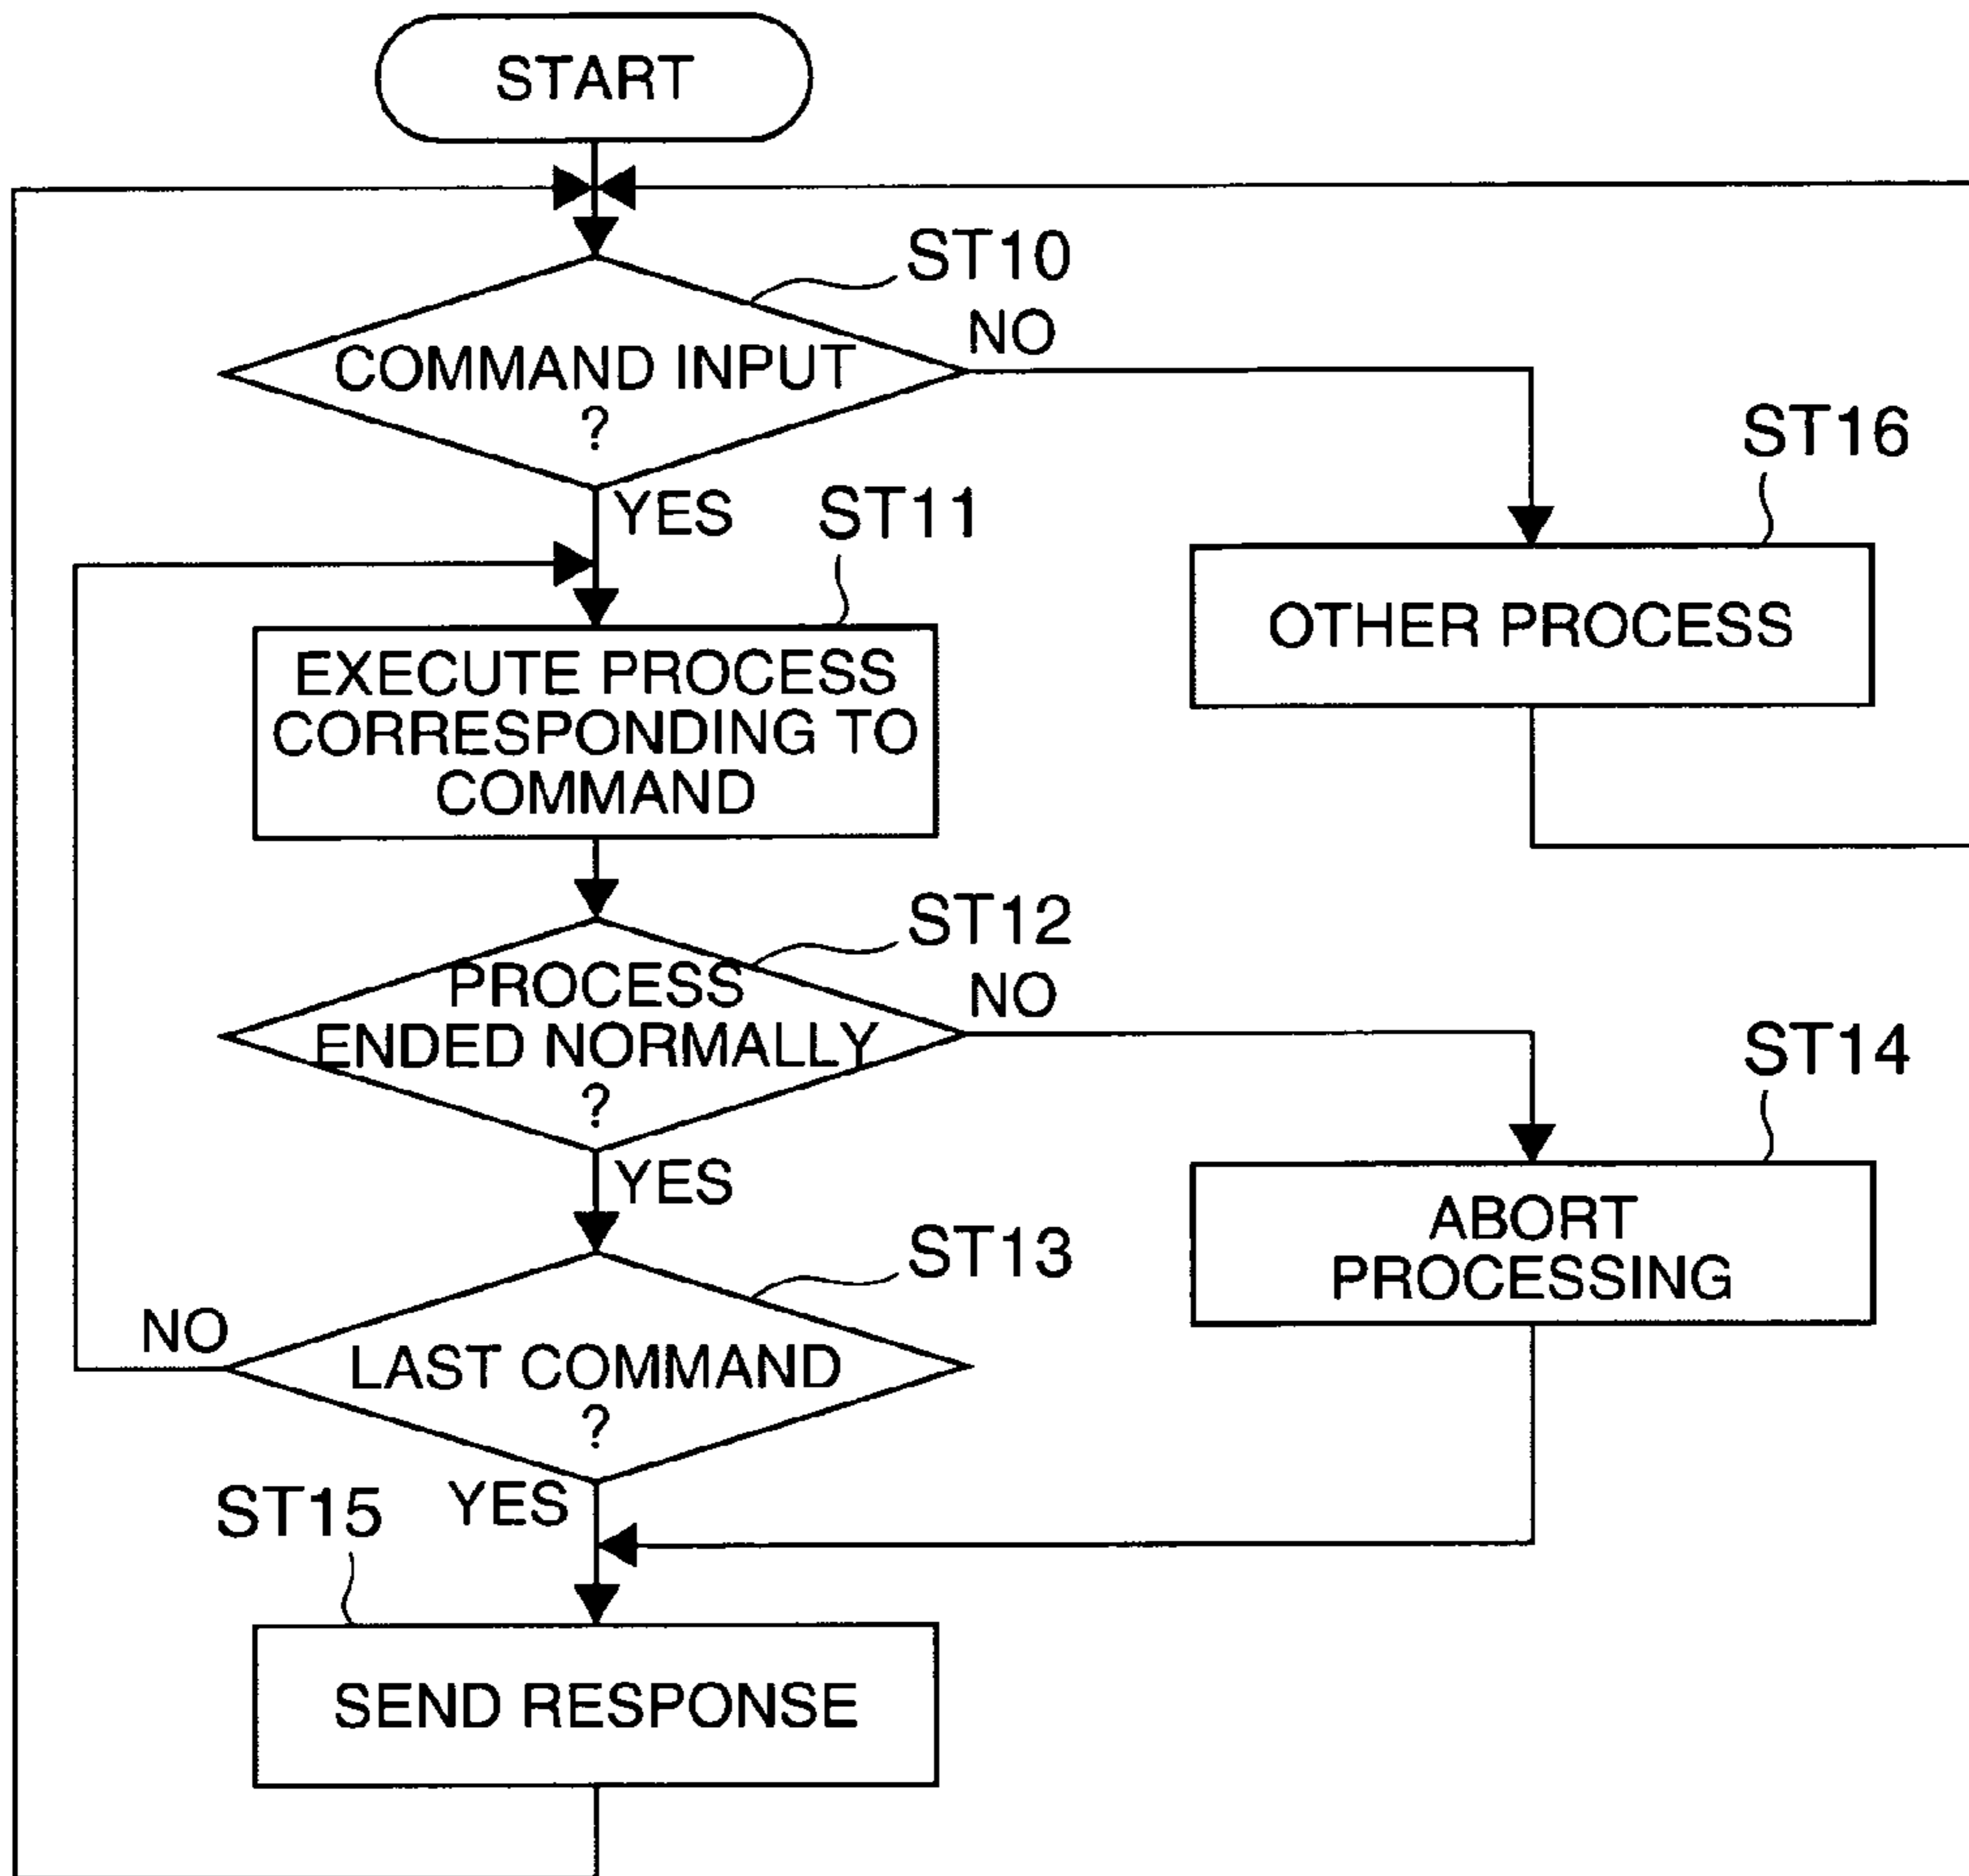 START
ST10
NO
COMMAND INPUT
?
ST16
YES
ST11
OTHER PROCESS
EXECUTE PROCESS
CORRESPONDING TO
COMMAND
ST12
PROCESS
NO
ENDED NORMALLY
?
ST14
YES
ABORT
PROCESSING
ST13
NO
LAST COMMAND
?
YES
ST15
SEND RESPONSE